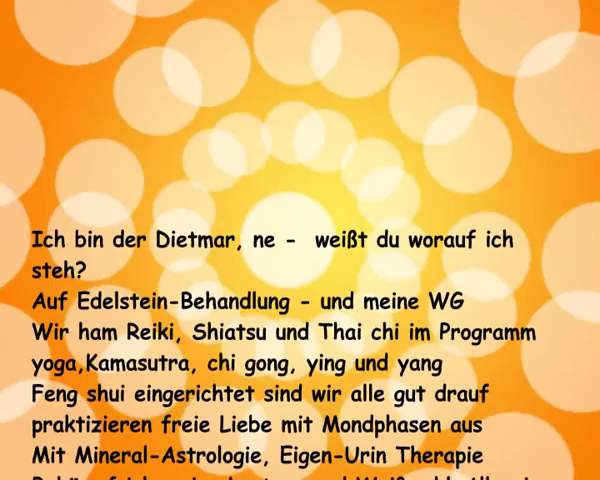 Ich bin der Dietmar, ne -  weißt du worauf ich
steh?
Auf Edelstein-Behandlung - und meine WG
Wir ham Reiki, Shiatsu und Thai chi im Programm
yoga,Kamasutra, chi gong, ying und yang
Feng shui eingerichtet sind wir alle gut drauf
praktizieren freie Liebe mit Mondphasen aus
Mit Mineral-Astrologie, Eigen-Urin Therapie